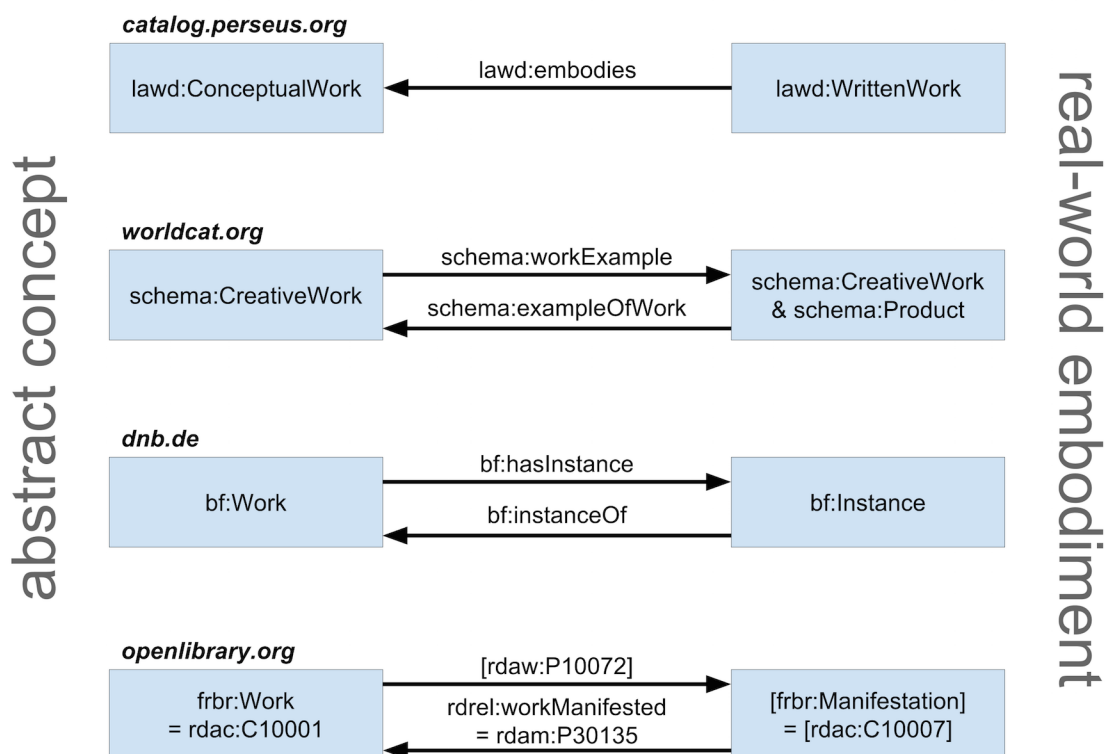 catalog.perseus.org
lawd:ConceptualWork
lawd:embodies
lawd:WrittenWork
worldcat.org
schema:CreativeWork
schema:workExample
schema:exampleOfWork
schema:CreativeWork
& schema:Product
dnb.de
bf:Work
bf:hasInstance
bf:instanceOf
bf:Instance
openlibrary.org
frbr:Work
= rdac:C10001
[rdaw:P10072]
rdrel:workManifested
= rdam:P30135
[frbr:Manifestation]
= [rdac:C10007]
abstract concept
real-world embodiment